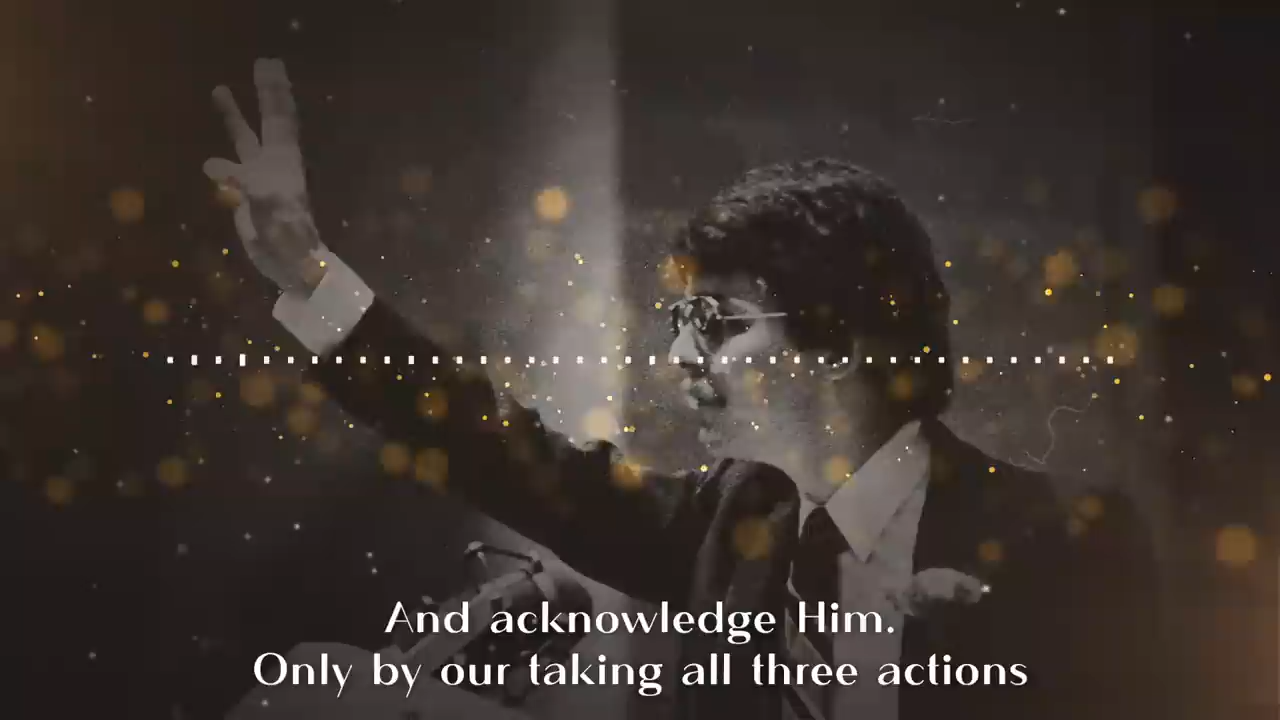 And acknowledge Him.
Only by our taking all three actions